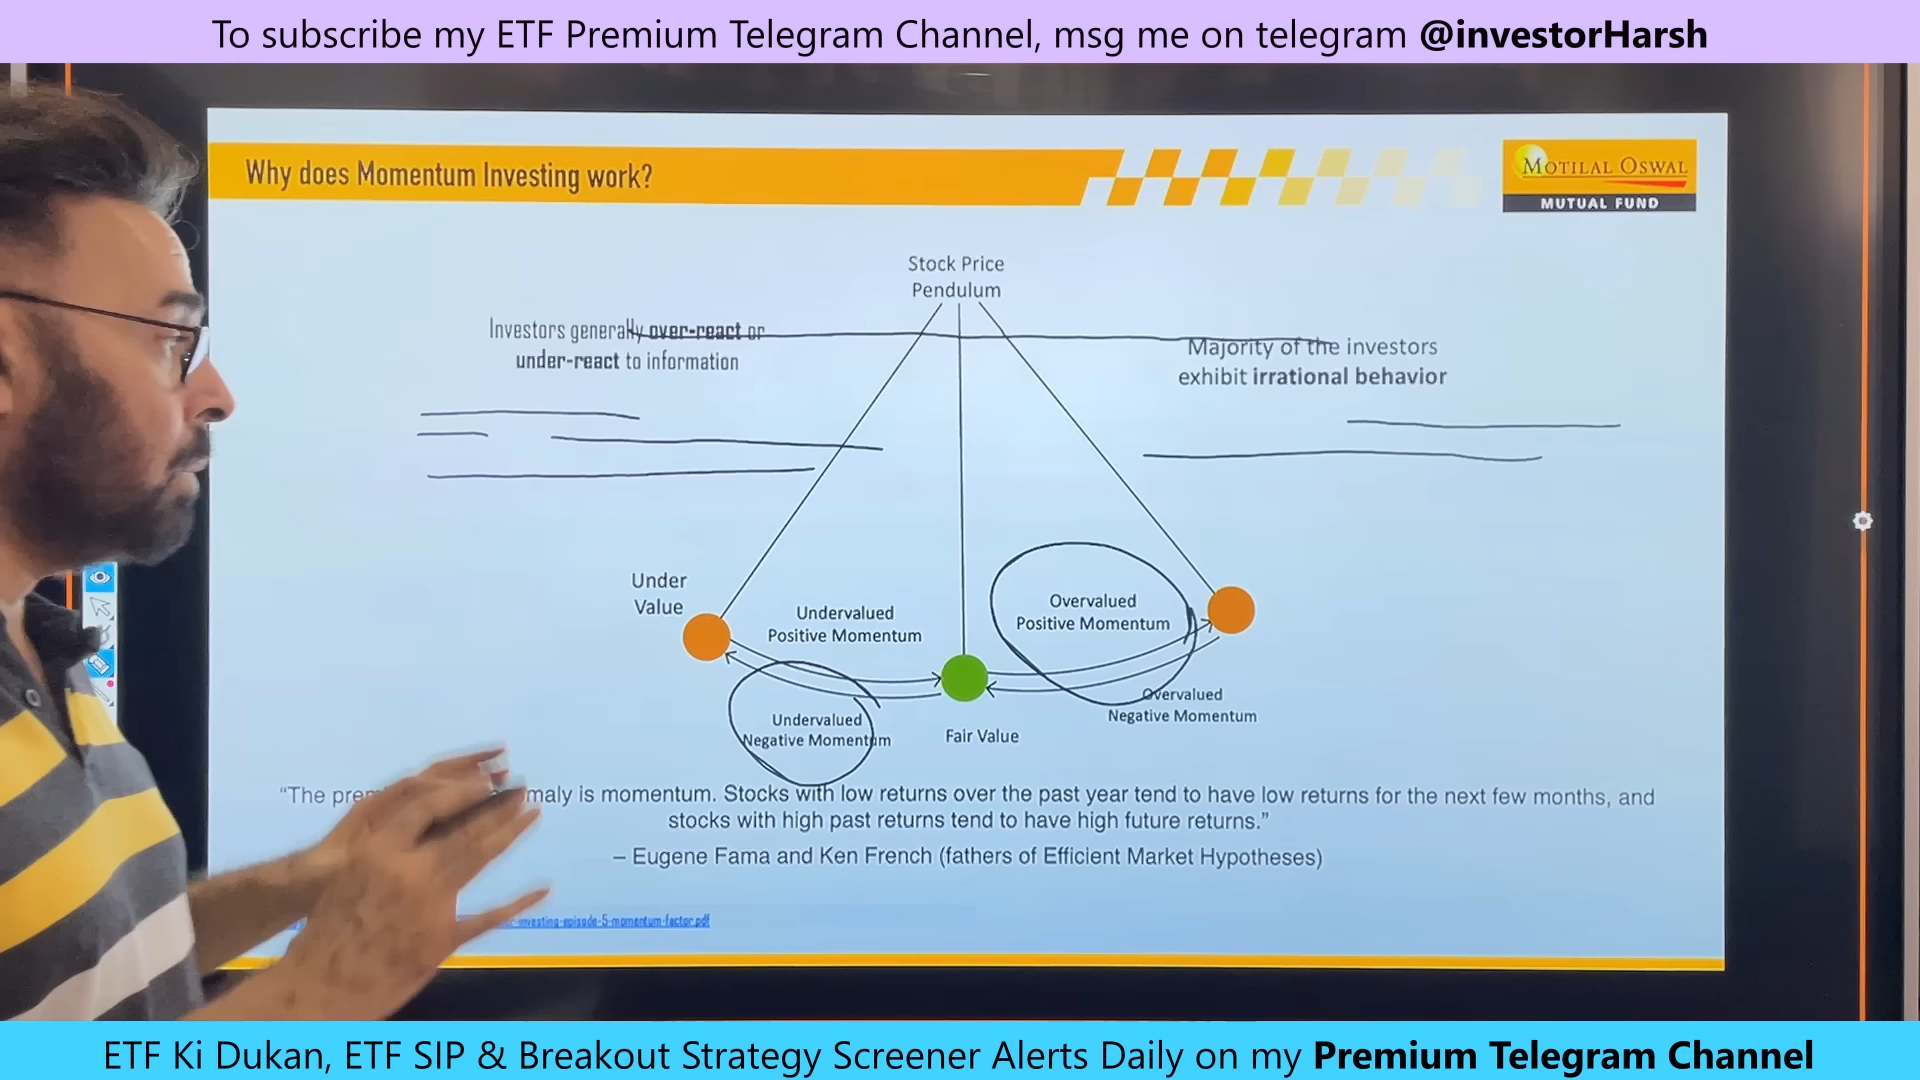 To subscribe my ETF Premium Telegram Channel, msg me on telegram @investorHarsh
Why does Momentum Investing work?
MOTILAL OSWAL
MUTUAL FUND
Stock Price
Pendulum
Investors generally over-react or
under-react to information
Majority of the investors
exhibit irrational behavior
Under
Value
Undervalued
Positive Momentum
Overvalued
Positive Momentum
Undervalued
Negative Momentum
Fair Value
Overvalued
Negative Momentum
“The is momentum. Stocks with low returns over the past year tend to have low returns for the next few months, and
stocks with high past returns tend to have high future returns.”
– Eugene Fama and Ken French (fathers of Efficient Market Hypotheses)
-investing-episode-5-momentum-factor.pdf
ETF Ki Dukan, ETF SIP & Breakout Strategy Screener Alerts Daily on my Premium Telegram Channel